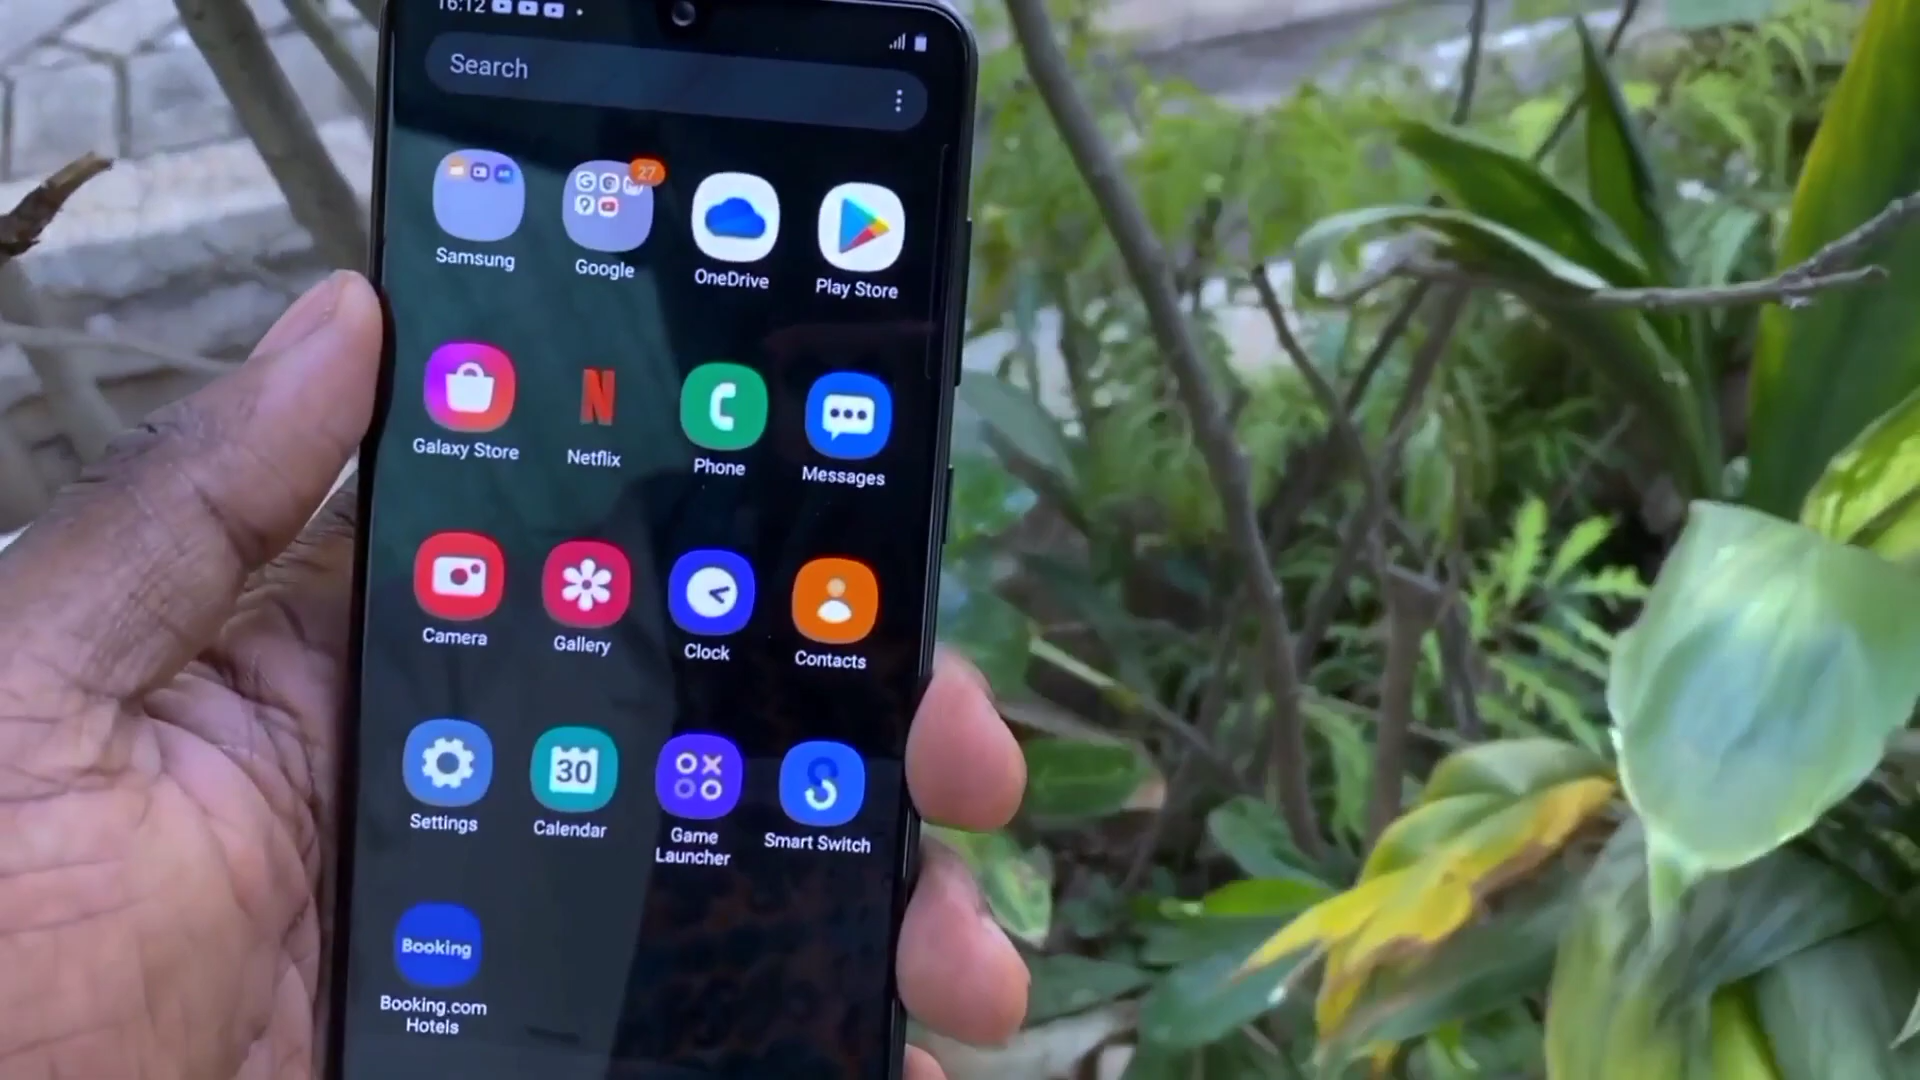 16:12
Search
27
Samsung
Google
OneDrive
Play Store
Galaxy Store
N
Netflix
Phone
Messages
Camera
Gallery
Clock
Contacts
30
Settings
Calendar
Game
Launcher
Smart Switch
Booking
Booking.com
Hotels